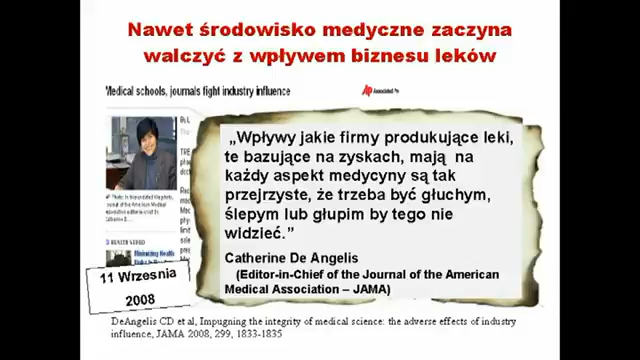 Nawet środowisko medyczne zaczyna
walczyć z wpływem biznesu leków
Medical schools, journals fight industry influence
AP Associated Pr
„Wpływy jakie firmy produkujące leki,
te bazujące na zyskach, mają na
każdy aspekt medycyny są tak
przejrzyste, że trzeba być głuchym,
ślepym lub głupim by tego nie
widzieć.”
Catherine De Angelis
(Editor-in-Chief of the Journal of the American
Medical Association – JAMA)
11 Wrzesnia
2008
DeAngelis CD et al, Impugning the integrity of medical science: the adverse effects of industry
influence, JAMA 2008, 299, 1833-1835